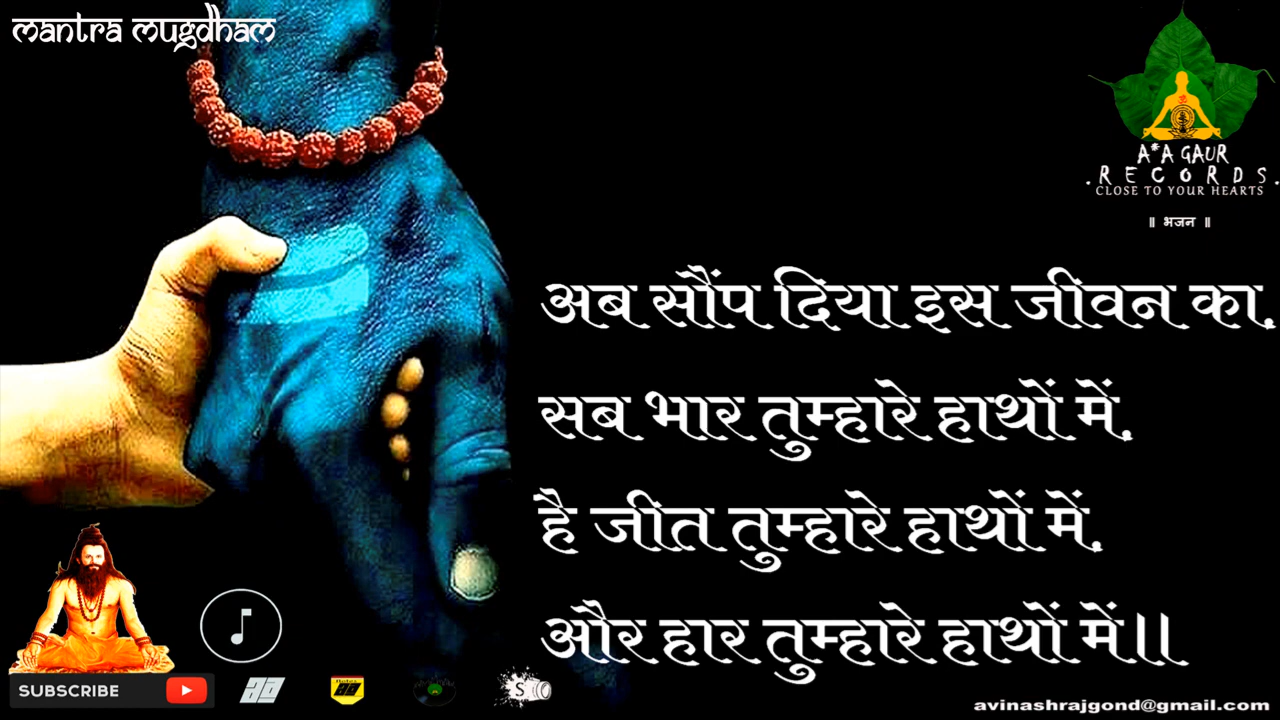 mantra mugdham
A*A GAUR
.RECORDS.
CLOSE TO YOUR HEARTS
॥ भजन ॥
अब सौंप दिया इस जीवन का.
सब भार तुम्हारे हाथों में.
है जीत तुम्हारे हाथों में.
और हार तुम्हारे हाथों में।।
SUBSCRIBE
S
avinashrajgond@gmail.com